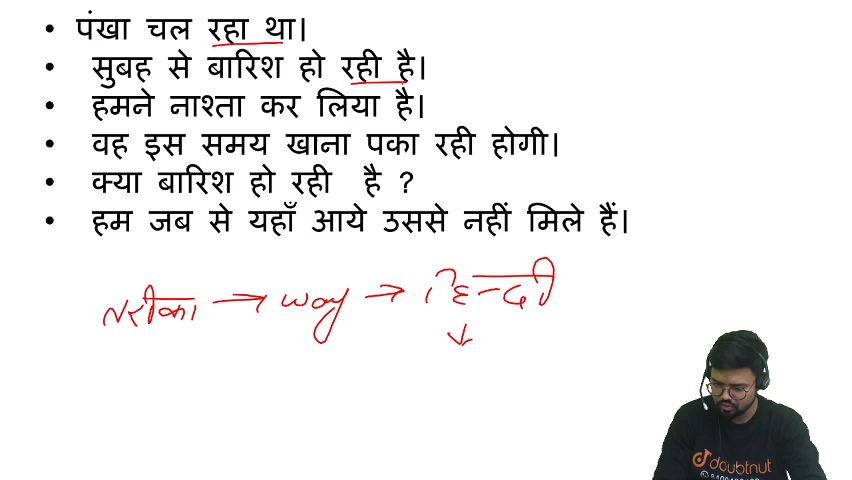 • पंखा चल रहा था।
• सुबह से बारिश हो रही है।
• हमने नाश्ता कर लिया है।
• वह इस समय खाना पका रही होगी।
• क्या बारिश हो रही है ?
• हम जब से यहाँ आये उससे नहीं मिले हैं।
तरीका → way → हिन्दी
doubtnut